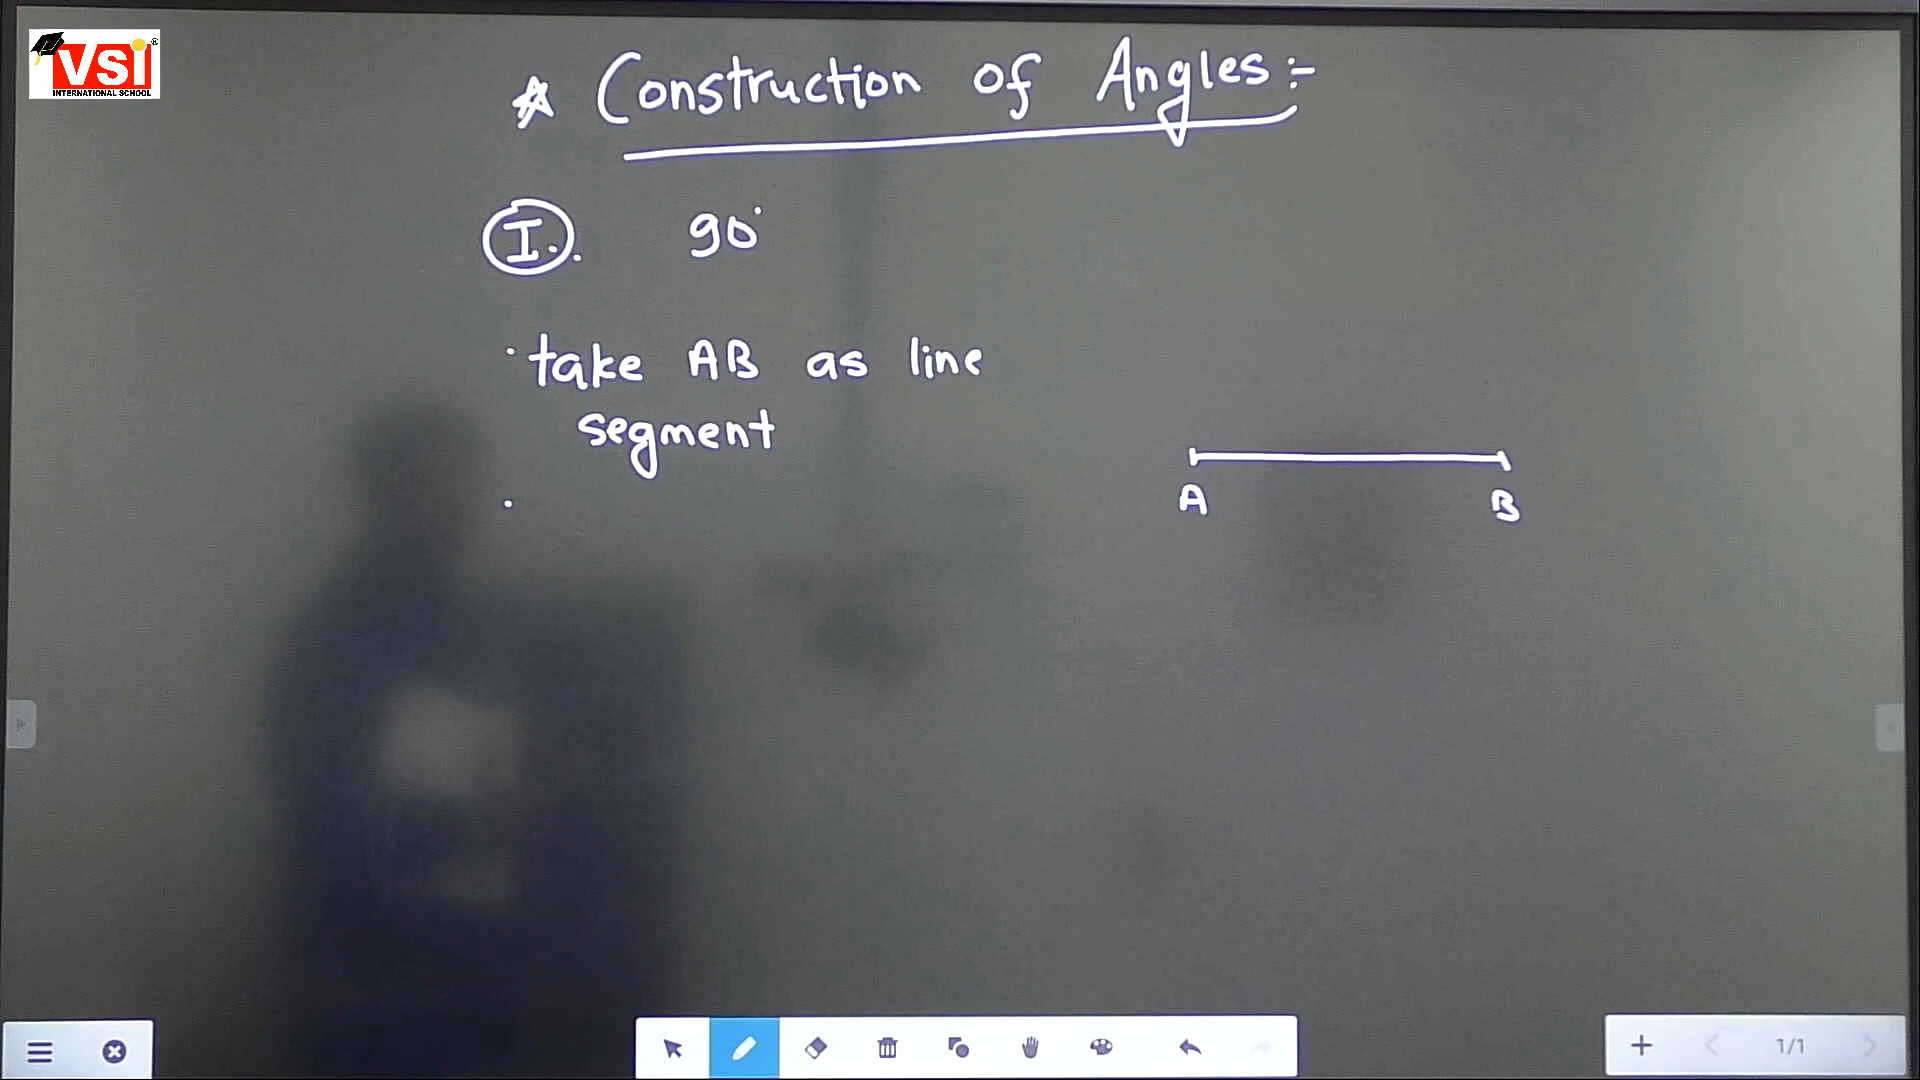 VSI
INTERNATIONAL SCHOOL
☆ Construction of Angles:-
I. 90°
· take AB as line
segment
·
A B
1/1